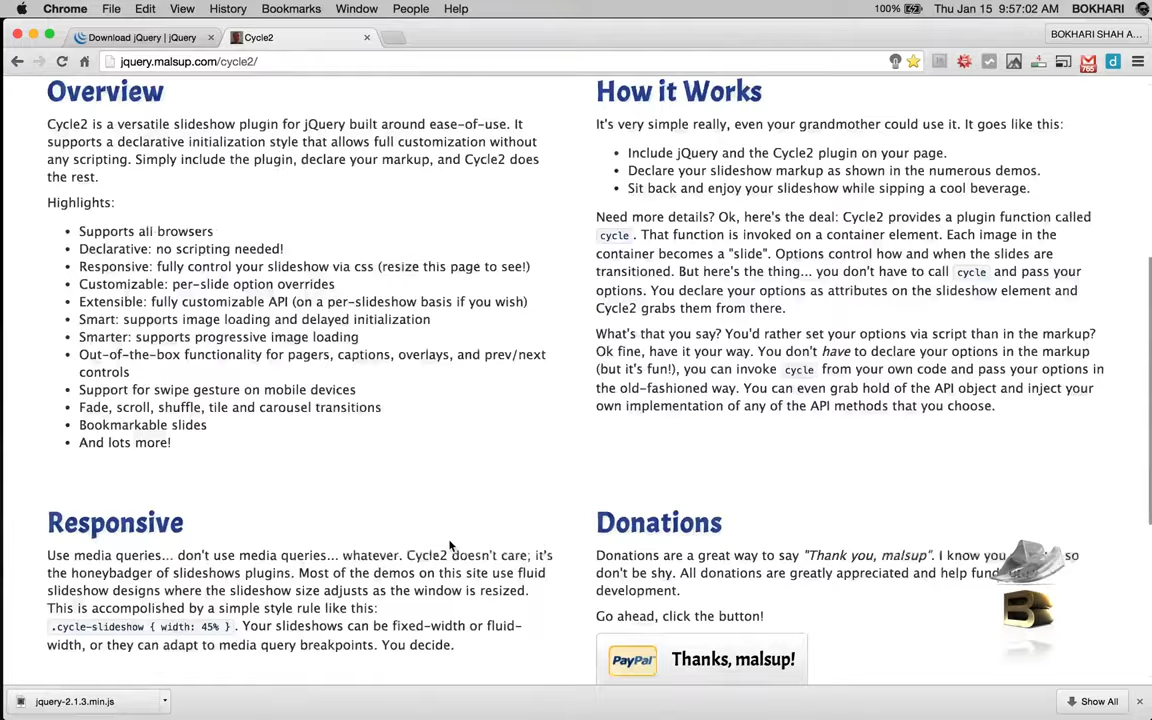 Chrome File Edit View History Bookmarks Window People Help 100% Thu Jan 15 9:57:02 AM BOKHARI
Download jQuery | jQuery
Cycle2
BOKHARI SHAH A...
jquery.malsup.com/cycle2/
Overview
Cycle2 is a versatile slideshow plugin for jQuery built around ease-of-use. It
supports a declarative initialization style that allows full customization without
any scripting. Simply include the plugin, declare your markup, and Cycle2 does
the rest.
Highlights:
• Supports all browsers
• Declarative: no scripting needed!
• Responsive: fully control your slideshow via css (resize this page to see!)
• Customizable: per-slide option overrides
• Extensible: fully customizable API (on a per-slideshow basis if you wish)
• Smart: supports image loading and delayed initialization
• Smarter: supports progressive image loading
• Out-of-the-box functionality for pagers, captions, overlays, and prev/next
controls
• Support for swipe gesture on mobile devices
• Fade, scroll, shuffle, tile and carousel transitions
• Bookmarkable slides
• And lots more!
How it Works
It's very simple really, even your grandmother could use it. It goes like this:
• Include jQuery and the Cycle2 plugin on your page.
• Declare your slideshow markup as shown in the numerous demos.
• Sit back and enjoy your slideshow while sipping a cool beverage.
Need more details? Ok, here's the deal: Cycle2 provides a plugin function called
cycle. That function is invoked on a container element. Each image in the
container becomes a "slide". Options control how and when the slides are
transitioned. But here's the thing... you don't have to call cycle and pass your
options. You declare your options as attributes on the slideshow element and
Cycle2 grabs them from there.
What's that you say? You'd rather set your options via script than in the markup?
Ok fine, have it your way. You don't have to declare your options in the markup
(but it's fun!), you can invoke cycle from your own code and pass your options in
the old-fashioned way. You can even grab hold of the API object and inject your
own implementation of any of the API methods that you choose.
Responsive
Use media queries... don't use media queries... whatever. Cycle2 doesn't care; it's
the honeybadger of slideshows plugins. Most of the demos on this site use fluid
slideshow designs where the slideshow size adjusts as the window is resized.
This is accompolished by a simple style rule like this:
.cycle-slideshow { width: 45% }. Your slideshows can be fixed-width or fluid-
width, or they can adapt to media query breakpoints. You decide.
Donations
Donations are a great way to say "Thank you, malsup". I know you so
don't be shy. All donations are greatly appreciated and help fund
development.
Go ahead, click the button!
PayPal Thanks, malsup!
B
jquery-2.1.3.min.js
Show All